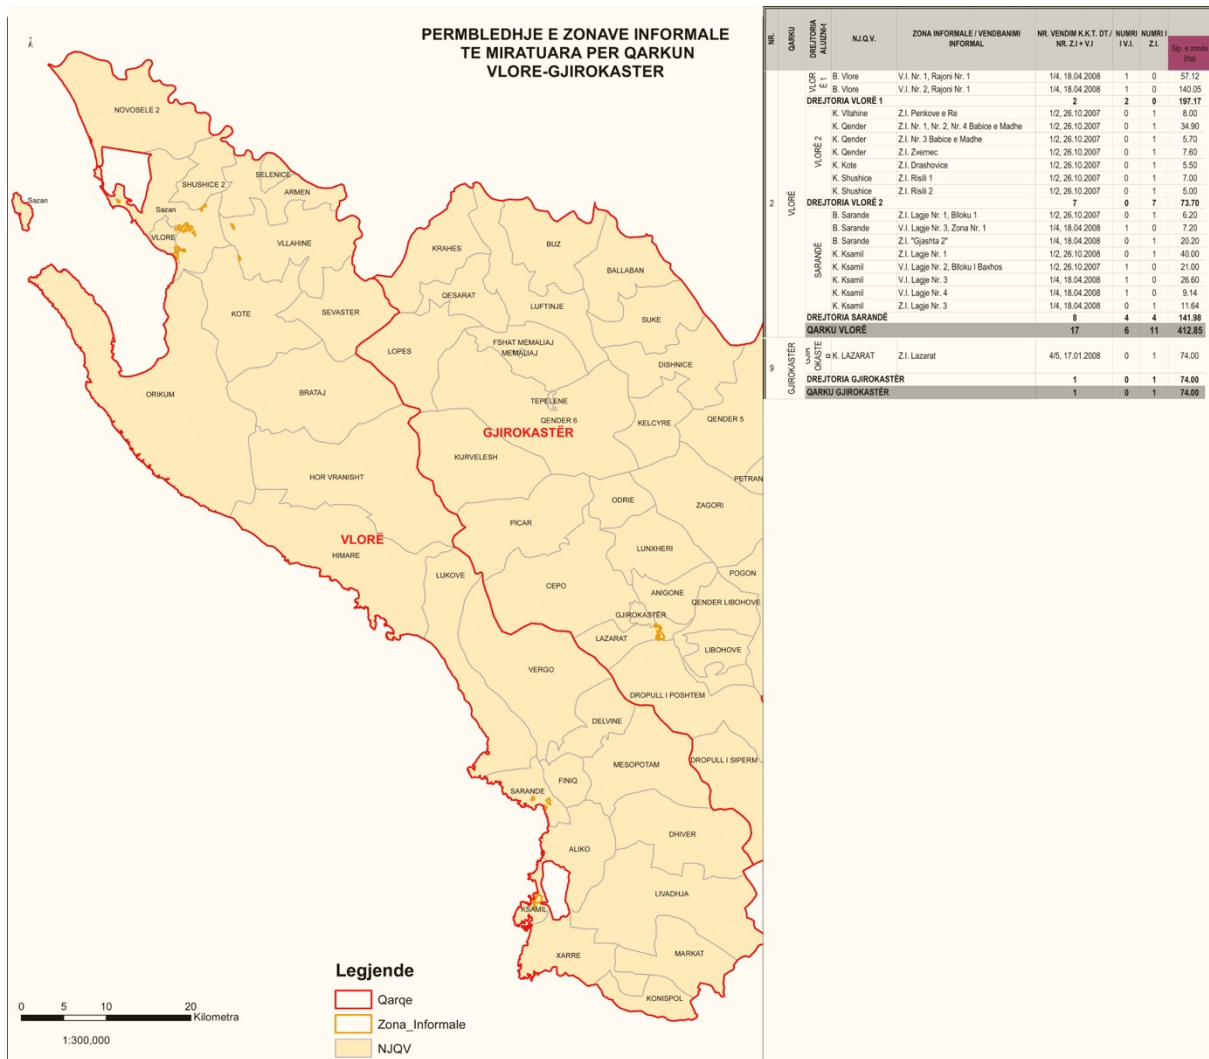 PERMBLEDHJE E ZONAVE INFORMALE
TE MIRATUARA PER QARKUN
VLORE-GJIROKASTER
NOVOSELE 2
SELENICE
SHUSHICE 2
ARMEN
Sazan
Sazan
VLORE
VLLAHINE
KRAHES
BUZ
BALLABAN
QESARAT
LUFTINJE
KOTE
SEVASTER
SUKE
FSHAT MEMALIAJ
MEMALIAJ
LOPES
DISHNICE
ORIKUM
BRATAJ
TEPELENE
QENDER 6
KELCYRE
QENDER 5
GJIROKASTËR
KURVELESH
HOR VRANISHT
PETRAN
ODRIE
ZAGORI
PICAR
VLORË
HIMARE
LUNXHERI
LUKOVE
CEPO
POGON
ANIGONE
QENDER LIBOHOVE
GJIROKASTËR
LAZARAT
LIBOHOVE
VERGO
DROPULL I POSHTEM
DELVINE
MESOPOTAM
DROPULL I SIPERM
FINIQ
SARANDE
DHIVER
ALIKO
LIVADHJA
KSAMIL
XARRE
MARKAT
KONISPOL
Legjende
Qarqe
Zona_Informale
NJQV
0 5 10 20
Kilometra
1:300,000
NR. QARKU DREJTORIA ALUIZNI-t N.J.Q.V. ZONA INFORMALE / VENDBANIMI INFORMAL NR. VENDIM K.K.T. DT./ NR. Z.I + V.I NUMRI I V.I. NUMRI I Z.I. Sip. e zonës (ha)
2 VLORË
VLORË 1
B. Vlore V.I. Nr. 1, Rajoni Nr. 1 1/4, 18.04.2008 1 0 57.12
B. Vlore V.I. Nr. 2, Rajoni Nr. 1 1/4, 18.04.2008 1 0 140.05
DREJTORIA VLORË 1 2 2 0 197.17
VLORË 2
K. Vllahine Z.I. Penkove e Re 1/2, 26.10.2007 0 1 8.00
K. Qender Z.I. Nr. 1, Nr. 2, Nr. 4 Babice e Madhe 1/2, 26.10.2007 0 1 34.90
K. Qender Z.I. Nr. 3 Babice e Madhe 1/2, 26.10.2007 0 1 5.70
K. Qender Z.I. Zvernec 1/2, 26.10.2007 0 1 7.60
K. Kote Z.I. Drashovice 1/2, 26.10.2007 0 1 5.50
K. Shushice Z.I. Risili 1 1/2, 26.10.2007 0 1 7.00
K. Shushice Z.I. Risili 2 1/2, 26.10.2007 0 1 5.00
DREJTORIA VLORË 2 7 0 7 73.70
SARANDË
B. Sarande Z.I. Lagje Nr. 1, Blloku 1 1/2, 26.10.2007 0 1 6.20
B. Sarande V.I. Lagje Nr. 3, Zona Nr. 1 1/4, 18.04.2008 1 0 7.20
B. Sarande Z.I. "Gjashta 2" 1/4, 18.04.2008 0 1 20.20
K. Ksamil Z.I. Lagje Nr. 1 1/2, 26.10.2007 0 1 40.00
K. Ksamil V.I. Lagje Nr. 2, Blloku I Baxhos 1/2, 26.10.2007 1 0 21.00
K. Ksamil V.I. Lagje Nr. 3 1/4, 18.04.2008 1 0 26.60
K. Ksamil V.I. Lagje Nr. 4 1/4, 18.04.2008 1 0 9.14
K. Ksamil Z.I. Lagje Nr. 3 1/4, 18.04.2008 0 1 11.64
DREJTORIA SARANDË 8 4 4 141.98
QARKU VLORË 17 6 11 412.85
9 GJIROKASTËR
GJIROKASTER
K. LAZARAT Z.I. Lazarat 4/5, 17.01.2008 0 1 74.00
DREJTORIA GJIROKASTËR 1 0 1 74.00
QARKU GJIROKASTËR 1 0 1 74.00